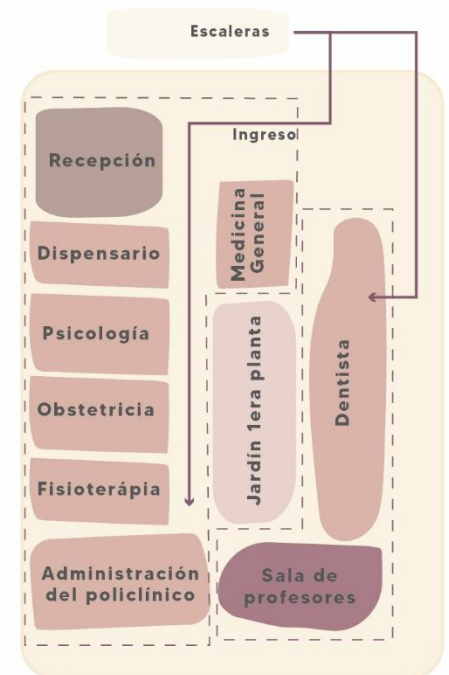 Escaleras
Ingreso
Recepción
Dispensario
Psicología
Obstetricia
Fisioterápia
Administración
del policlínico
Medicina
General
Jardín 1era planta
Dentista
Sala de
profesores